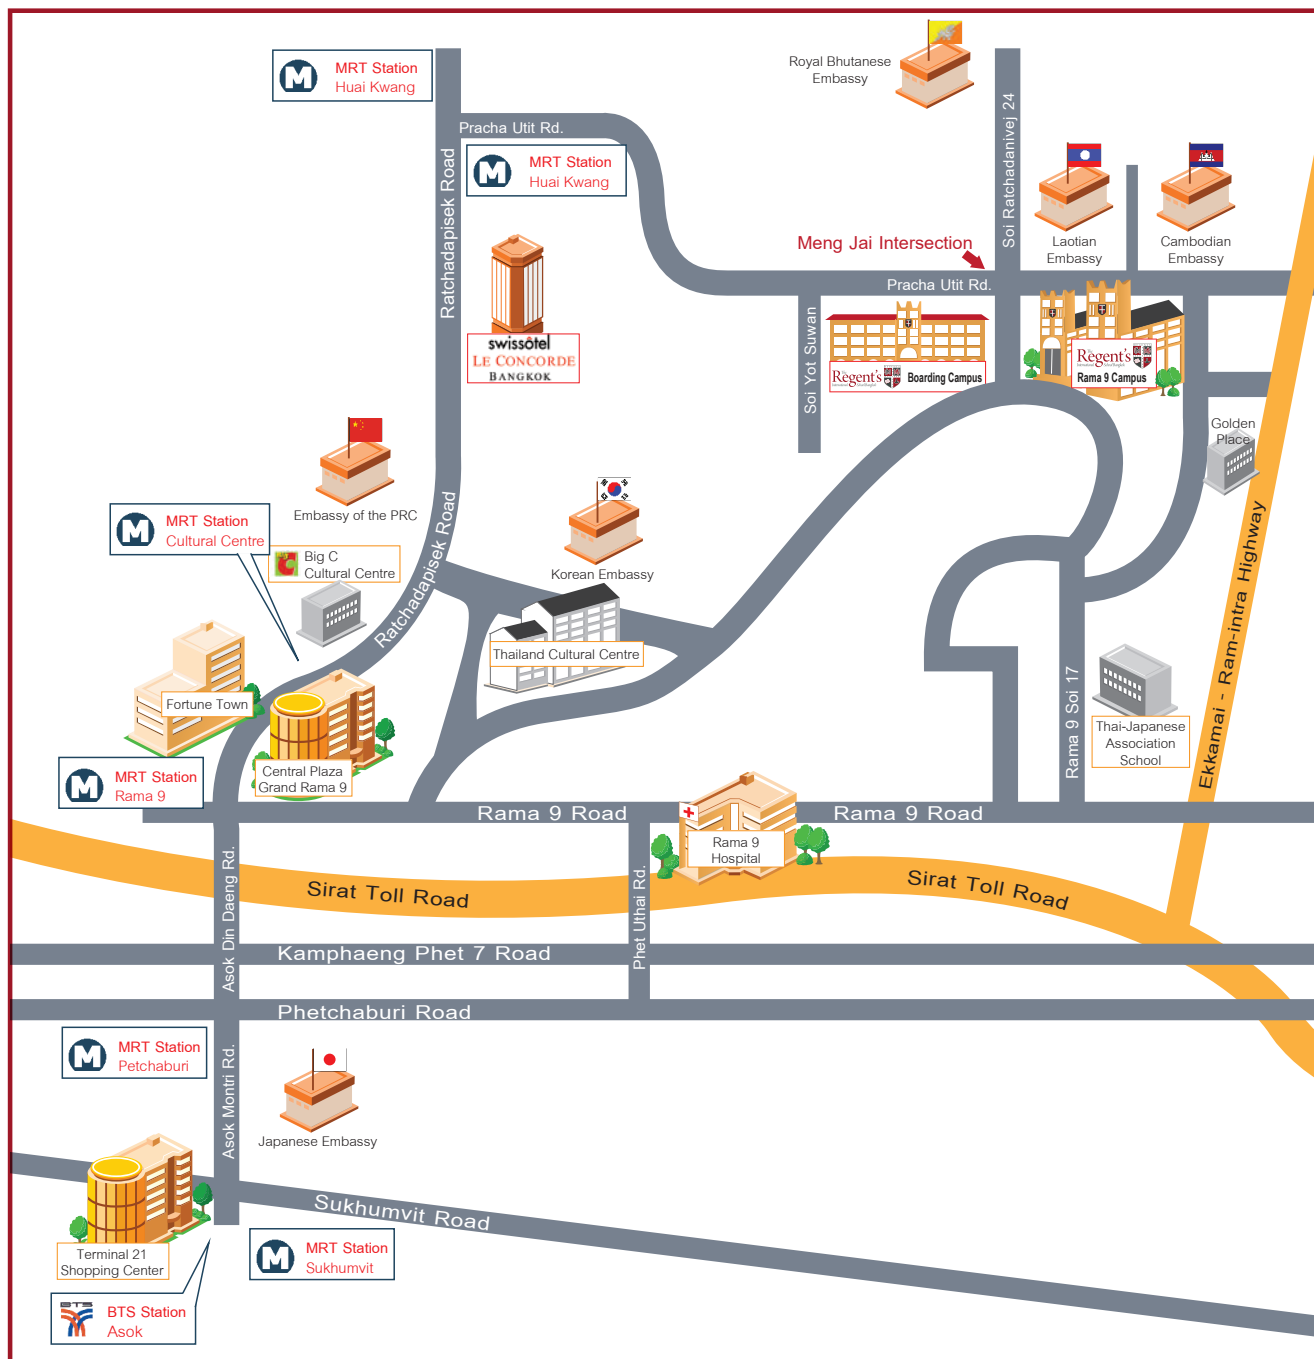 Royal Bhutanese
Embassy
MRT Station
Huai Kwang
Pracha Utit Rd.
MRT Station
Huai Kwang
Ratchadapisek Road
Soi Ratchadanivej 24
Meng Jai Intersection
Laotian
Embassy
Cambodian
Embassy
Pracha Utit Rd.
swissôtel
LE CONCORDE
BANGKOK
Soi Yot Suwan
Regent's
Boarding Campus
Regent's
Rama 9 Campus
Golden
Place
Embassy of the PRC
MRT Station
Cultural Centre
Big C
Cultural Centre
Ratchadapisek Road
Korean Embassy
Thailand Cultural Centre
Ekkamai - Ram-intra Highway
Fortune Town
Rama 9 Soi 17
Thai-Japanese
Association
School
MRT Station
Rama 9
Central Plaza
Grand Rama 9
Rama 9 Road
Rama 9 Road
Rama 9
Hospital
Asok Din Daeng Rd.
Sirat Toll Road
Phet Uthai Rd.
Sirat Toll Road
Kamphaeng Phet 7 Road
Phetchaburi Road
MRT Station
Petchaburi
Asok Montri Rd.
Japanese Embassy
Sukhumvit Road
Terminal 21
Shopping Center
MRT Station
Sukhumvit
BTS
BTS Station
Asok